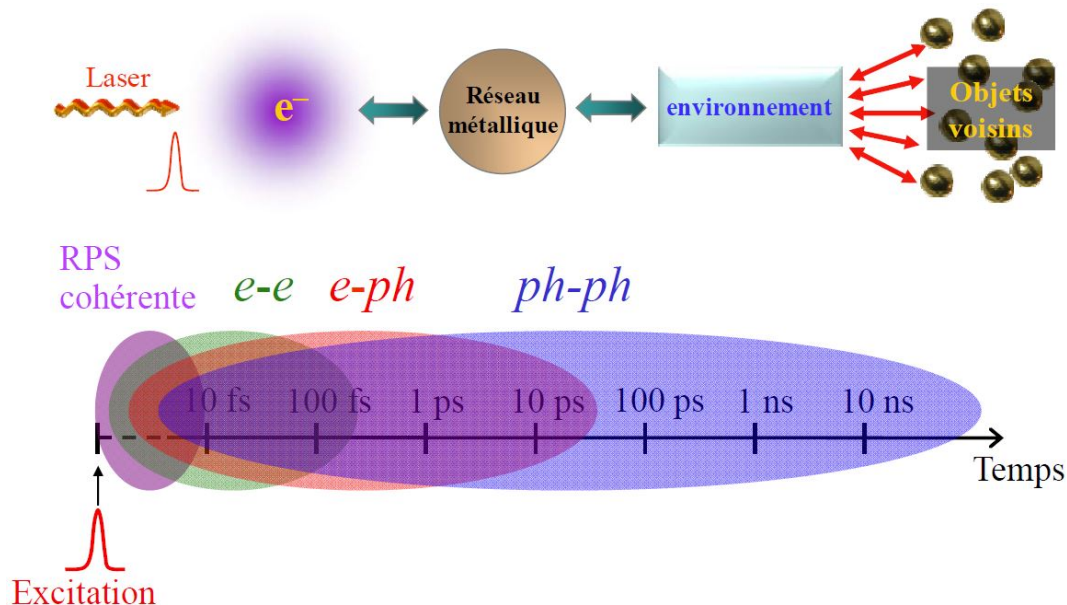 Laser
e⁻
Réseau
métallique
environnement
Objets
voisins
RPS
cohérente
e-e
e-ph
ph-ph
10 fs
100 fs
1 ps
10 ps
100 ps
1 ns
10 ns
Temps
Excitation